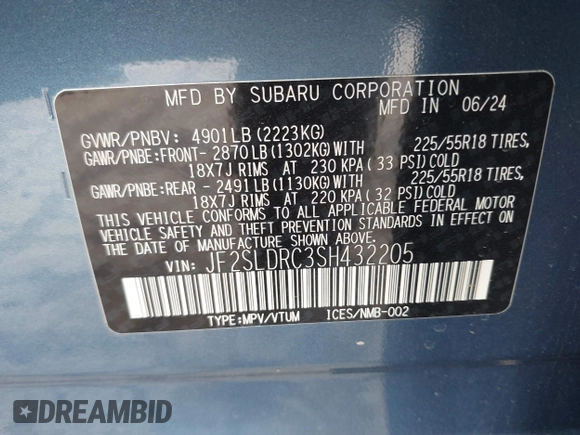 MFD BY SUBARU CORPORATION
MFD IN 06/24
GVWR/PNBV: 4901LB (2223KG)
GAWR/PNBE:FRONT- 2870LB (1302KG) WITH 225/55R18 TIRES,
18X7J RIMS AT 230 KPA (33 PSI) COLD
GAWR/PNBE:REAR - 2491LB (1130KG) WITH 225/55R18 TIRES,
18X7J RIMS AT 220 KPA (32 PSI) COLD
THIS VEHICLE CONFORMS TO ALL APPLICABLE FEDERAL MOTOR
VEHICLE SAFETY AND THEFT PREVENTION STANDARDS IN EFFECT ON
THE DATE OF MANUFACTURE SHOWN ABOVE.
VIN: JF2SLDRC3SH432205
TYPE:MPV/VTUM ICES/NMB-002
DREAMBID